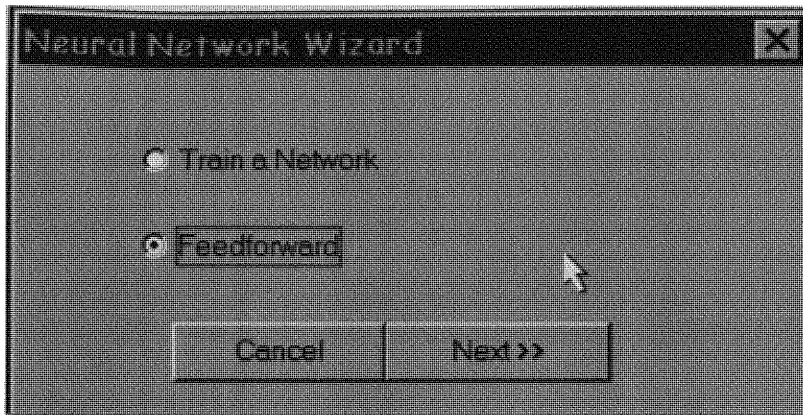 Neural Network Wizard
Train a Network
Feedforward
Cancel
Next >>